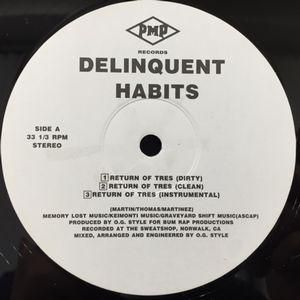 PMP
RECORDS
DELINQUENT
HABITS
SIDE A
33 1/3 RPM
STEREO
1 RETURN OF TRES (DIRTY)
2 RETURN OF TRES (CLEAN)
3 RETURN OF TRES (INSTRUMENTAL)
(MARTIN/THOMAS/MARTINEZ)
MEMORY LOST MUSIC/KEIMONTI MUSIC/GRAVEYARD SHIFT MUSIC(ASCAP)
PRODUCED BY O.G. STYLE FOR BUM RAP PRODUCTIONS
RECORDED AT THE SWEATSHOP, NORWALK, CA
MIXED, ARRANGED AND ENGINEERED BY O.G. STYLE